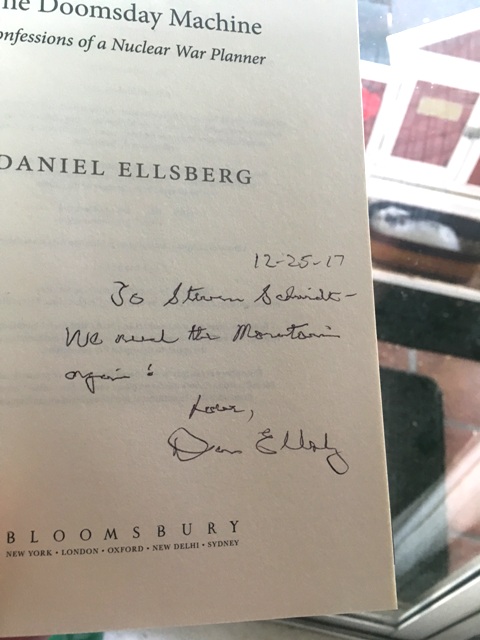 he Doomsday Machine
onfessions of a Nuclear War Planner
DANIEL ELLSBERG
12-25-17
To Steven Schmidt-
We need the Mountain
again!
Love,
Dan Ellsberg
BLOOMSBURY
NEW YORK • LONDON • OXFORD • NEW DELHI • SYDNEY